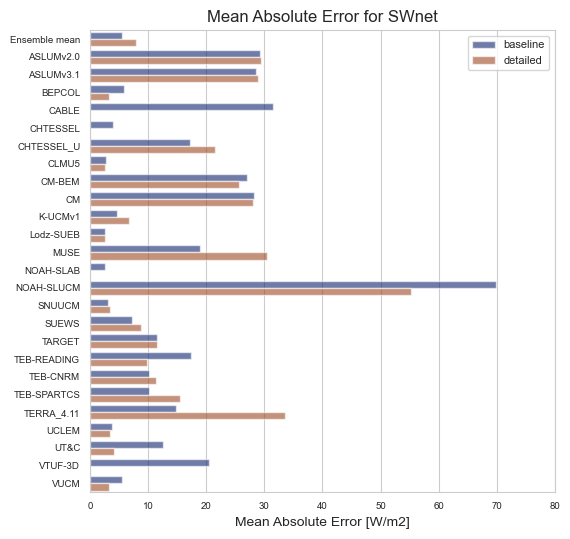 Mean Absolute Error for SWnet
baseline
detailed
Ensemble mean
ASLUMv2.0
ASLUMv3.1
BEPCOL
CABLE
CHTESSEL
CHTESSEL_U
CLMU5
CM-BEM
CM
K-UCMv1
Lodz-SUEB
MUSE
NOAH-SLAB
NOAH-SLUCM
SNUUCM
SUEWS
TARGET
TEB-READING
TEB-CNRM
TEB-SPARTCS
TERRA_4.11
UCLEM
UT&C
VTUF-3D
VUCM
0 10 20 30 40 50 60 70 80
Mean Absolute Error [W/m2]